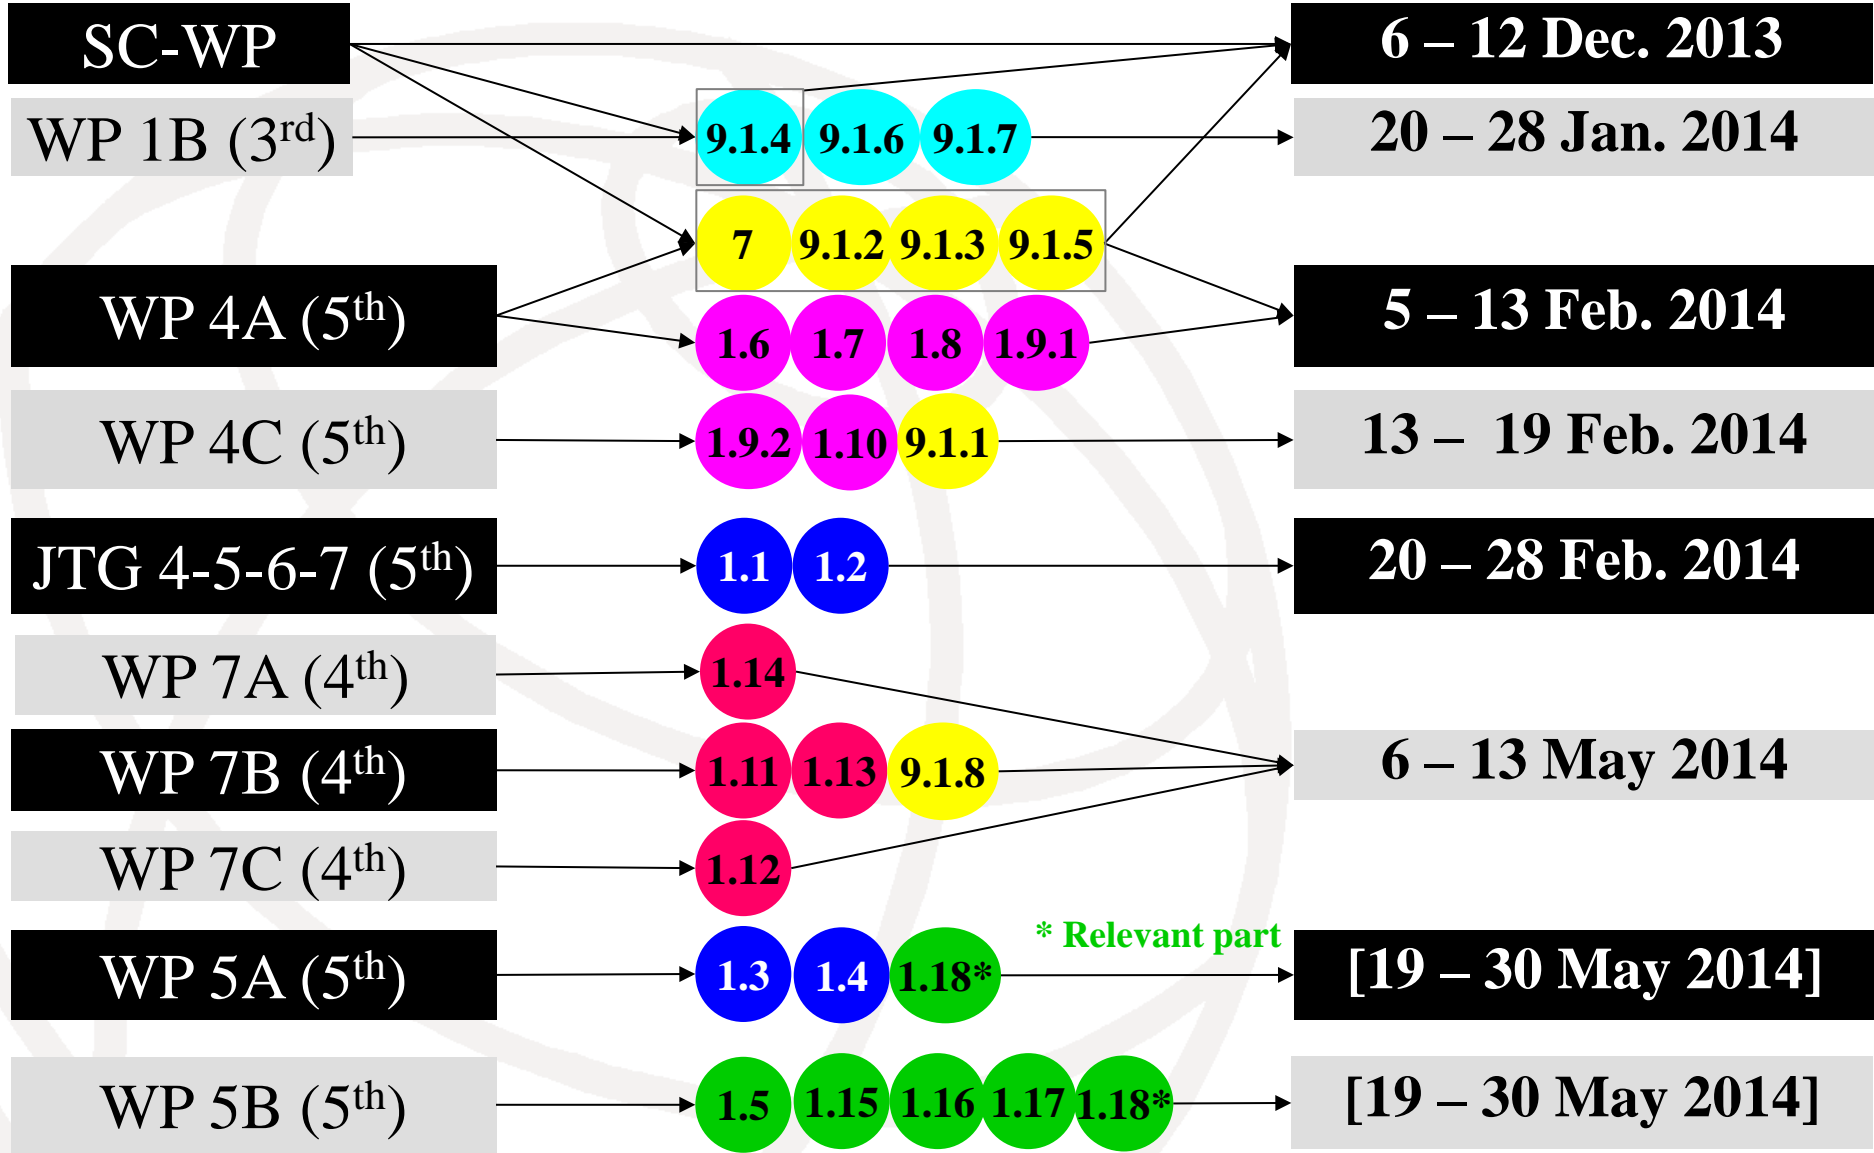 SC-WP
6 – 12 Dec. 2013
WP 1B (3rd)
9.1.4 9.1.6 9.1.7
20 – 28 Jan. 2014
7 9.1.2 9.1.3 9.1.5
WP 4A (5th)
5 – 13 Feb. 2014
1.6 1.7 1.8 1.9.1
WP 4C (5th)
1.9.2 1.10 9.1.1
13 – 19 Feb. 2014
JTG 4-5-6-7 (5th)
1.1 1.2
20 – 28 Feb. 2014
WP 7A (4th)
1.14
WP 7B (4th)
1.11 1.13 9.1.8
6 – 13 May 2014
WP 7C (4th)
1.12
* Relevant part
WP 5A (5th)
1.3 1.4 1.18*
[19 – 30 May 2014]
WP 5B (5th)
1.5 1.15 1.16 1.17 1.18*
[19 – 30 May 2014]